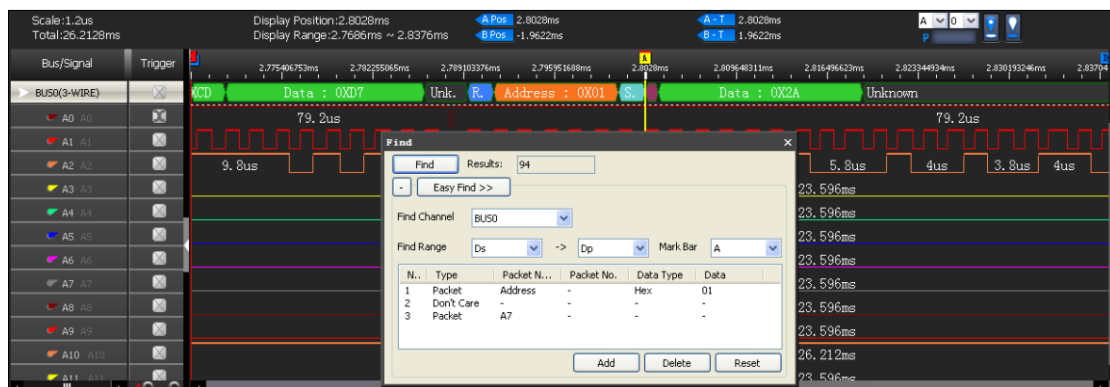 Scale:1.2us Display Position:2.8028ms A Pos 2.8028ms A - T 2.8028ms A 0
Total:26.2128ms Display Range:2.7686ms ~ 2.8376ms B Pos -1.9622ms B - T 1.9622ms P
Bus/Signal Trigger 2.775406753ms 2.782255065ms 2.789103376ms 2.795951688ms A 2.8028ms 2.809648311ms 2.816496623ms 2.823344934ms 2.830193246ms 2.83704
BUS0(3-WIRE) XCD Data : 0XD7 Unk. R. Address : 0X01 S. Data : 0X2A Unknown
A0 A0 79.2us 79.2us
A1 A1
A2 A2 9.8us 5.8us 4us 3.8us 4us
A3 A3 23.596ms
A4 A4 23.596ms
A5 A5 23.596ms
A6 A6 23.596ms
A7 A7 23.596ms
A8 A8 23.596ms
A9 A9 23.596ms
A10 A10 26.212ms
A11 A11 23.596ms
Find x
Find Results: 94
- Easy Find >>
Find Channel BUS0
Find Range Ds -> Dp Mark Bar A
N.. Type Packet N... Packet No. Data Type Data
1 Packet Address - Hex 01
2 Don't Care - - - -
3 Packet A7 - - -
Add Delete Reset